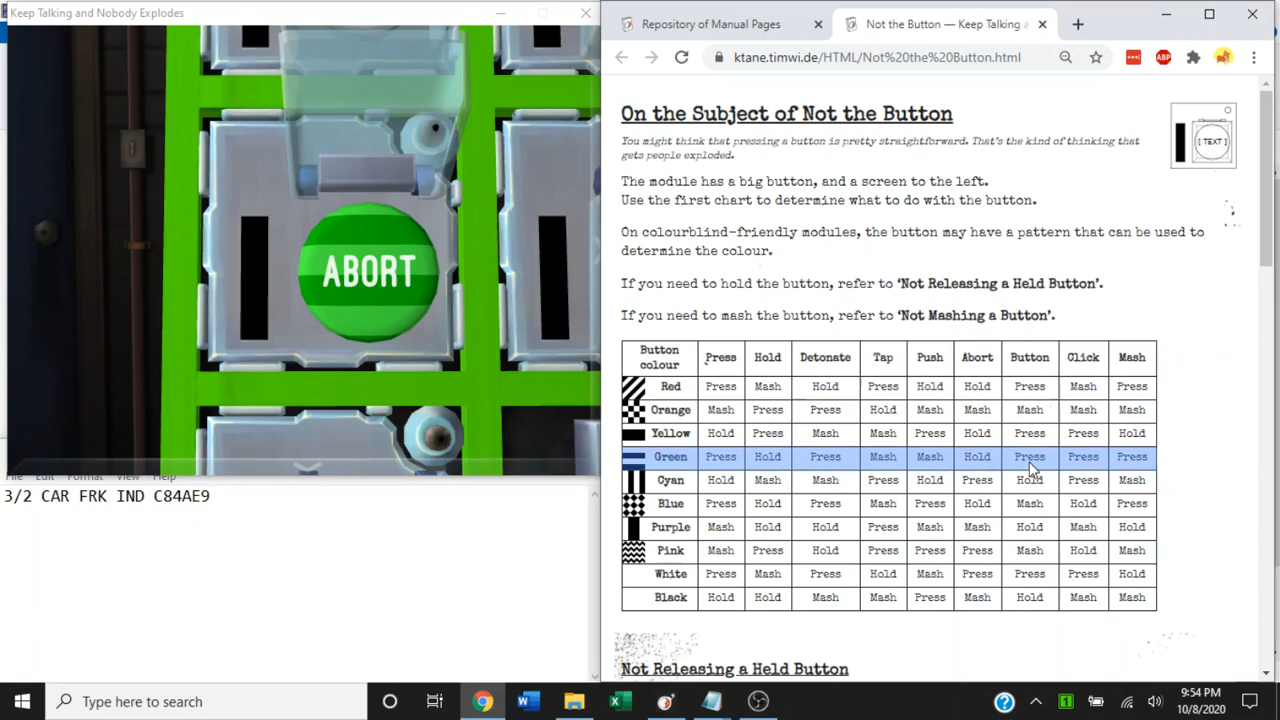 Keep Talking and Nobody Explodes
ABORT
File Edit Format View Help
3/2 CAR FRK IND C84AE9
Repository of Manual Pages
Not the Button — Keep Talking a
ktane.timwi.de/HTML/Not%20the%20Button.html
ABP
On the Subject of Not the Button
You might think that pressing a button is pretty straightforward. That's the kind of thinking that
gets people exploded.
[TEXT]
The module has a big button, and a screen to the left.
Use the first chart to determine what to do with the button.
On colourblind-friendly modules, the button may have a pattern that can be used to
determine the colour.
If you need to hold the button, refer to ‘Not Releasing a Held Button’.
If you need to mash the button, refer to ‘Not Mashing a Button’.
Button colour Press Hold Detonate Tap Push Abort Button Click Mash
Red Press Mash Hold Press Hold Hold Press Mash Press
Orange Mash Press Press Hold Mash Mash Mash Mash Mash
Yellow Hold Press Mash Mash Press Hold Press Press Hold
Green Press Hold Press Mash Mash Hold Press Press Press
Cyan Hold Mash Mash Press Hold Press Hold Press Mash
Blue Press Mash Press Mash Press Hold Mash Hold Press
Purple Mash Hold Hold Press Mash Mash Hold Mash Hold
Pink Mash Press Hold Press Press Press Mash Hold Mash
White Press Mash Press Hold Mash Press Press Press Hold
Black Hold Hold Mash Mash Press Mash Hold Mash Mash
Not Releasing a Held Button
Type here to search
9:54 PM
10/8/2020